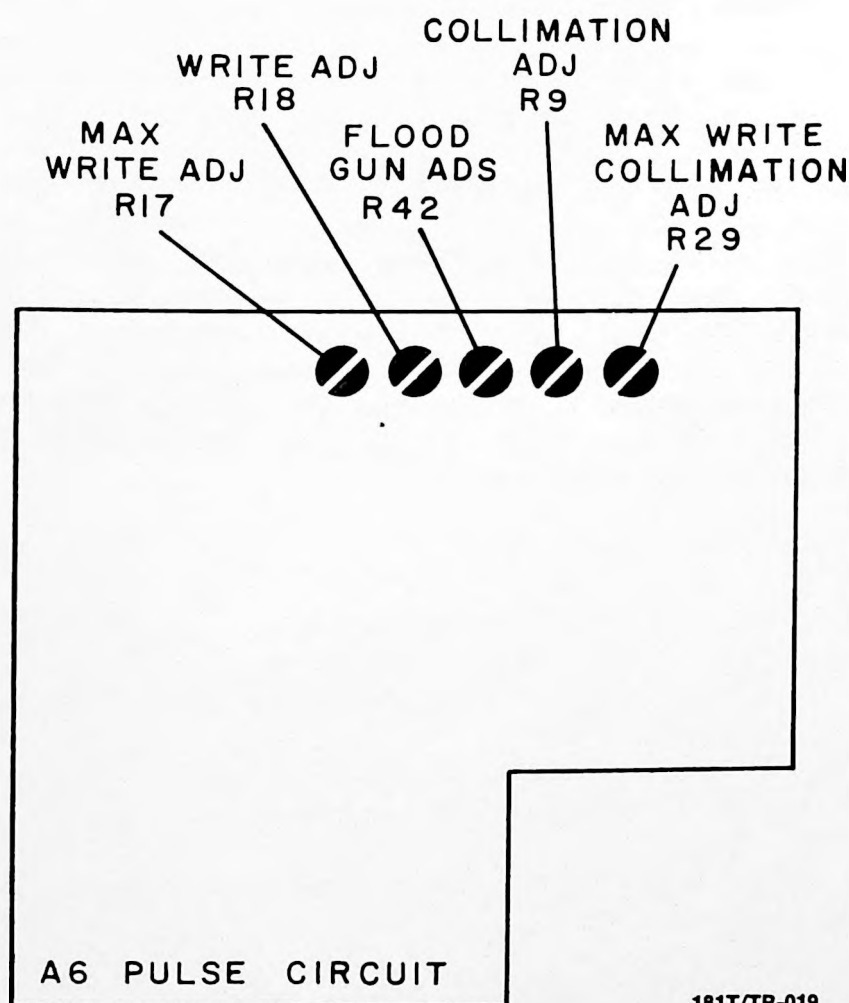 COLLIMATION
ADJ
R9
WRITE ADJ
R18
MAX
WRITE ADJ
R17
FLOOD
GUN ADS
R42
MAX WRITE
COLLIMATION
ADJ
R29
A6 PULSE CIRCUIT
181T/TR-019